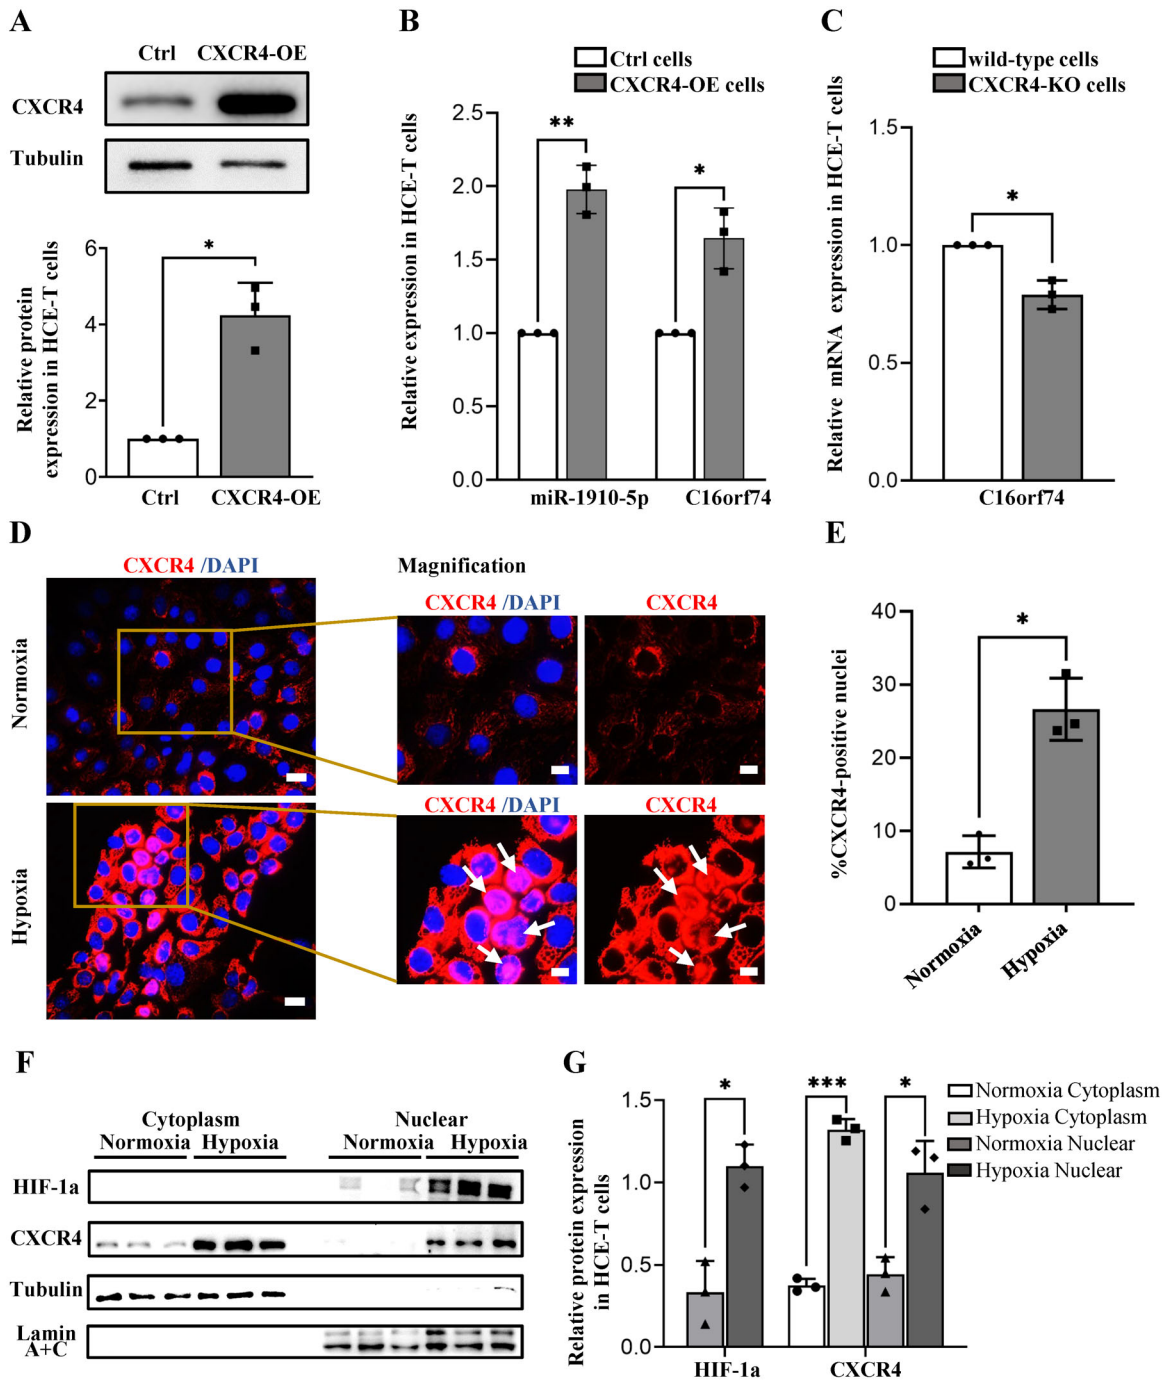 A
Ctrl CXCR4-OE
CXCR4
Tubulin
Relative protein
expression in HCE-T cells
6
4
2
0
*
Ctrl CXCR4-OE
B
Ctrl cells
CXCR4-OE cells
Relative expression in HCE-T cells
2.5
2.0
1.5
1.0
0.5
0.0
**
*
miR-1910-5p C16orf74
C
wild-type cells
CXCR4-KO cells
Relative mRNA expression in HCE-T cells
1.5
1.0
0.5
0.0
*
C16orf74
D
CXCR4 /DAPI
Magnification
CXCR4 /DAPI CXCR4
Normoxia
CXCR4 /DAPI CXCR4
Hypoxia
E
%CXCR4-positive nuclei
40
30
20
10
0
*
Normoxia
Hypoxia
F
Cytoplasm Nuclear
Normoxia Hypoxia Normoxia Hypoxia
HIF-1a
CXCR4
Tubulin
Lamin
A+C
G
Relative protein expression
in HCE-T cells
1.5
1.0
0.5
0.0
*
***
*
HIF-1a CXCR4
Normoxia Cytoplasm
Hypoxia Cytoplasm
Normoxia Nuclear
Hypoxia Nuclear